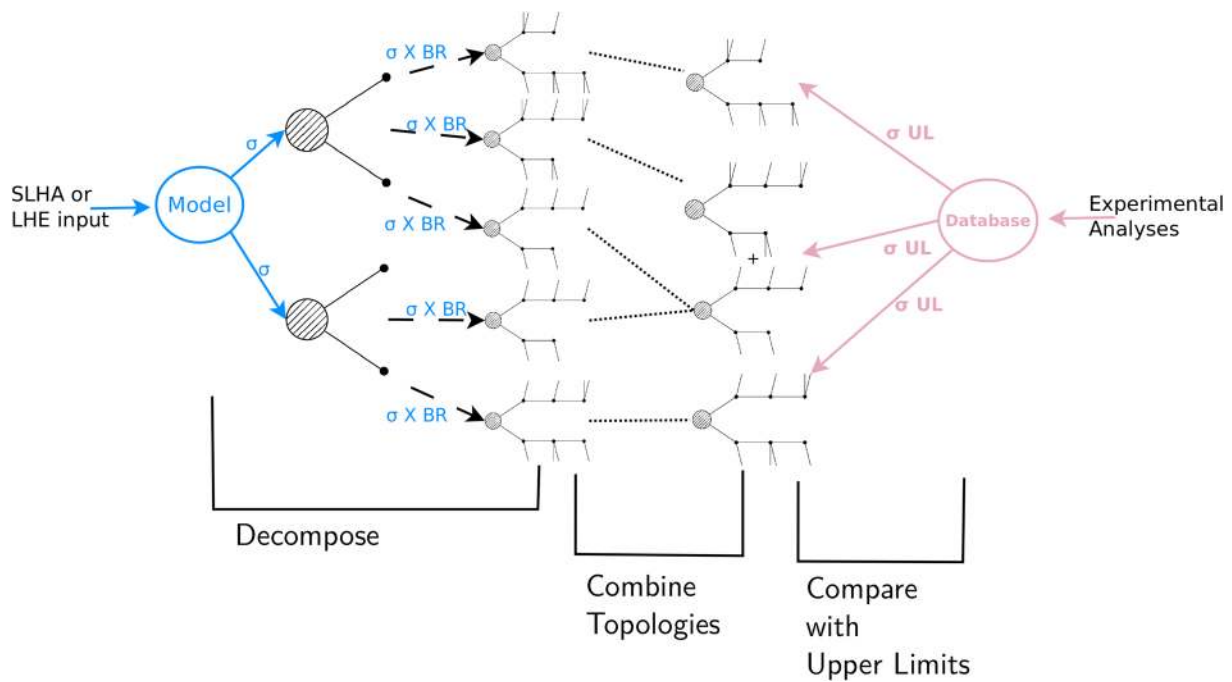 σ X BR
σ X BR
σ
σ UL
SLHA or
LHE input
Model
Database
Experimental
Analyses
σ X BR
+
σ UL
σ
σ X BR
σ UL
σ X BR
Decompose
Combine
Topologies
Compare
with
Upper Limits